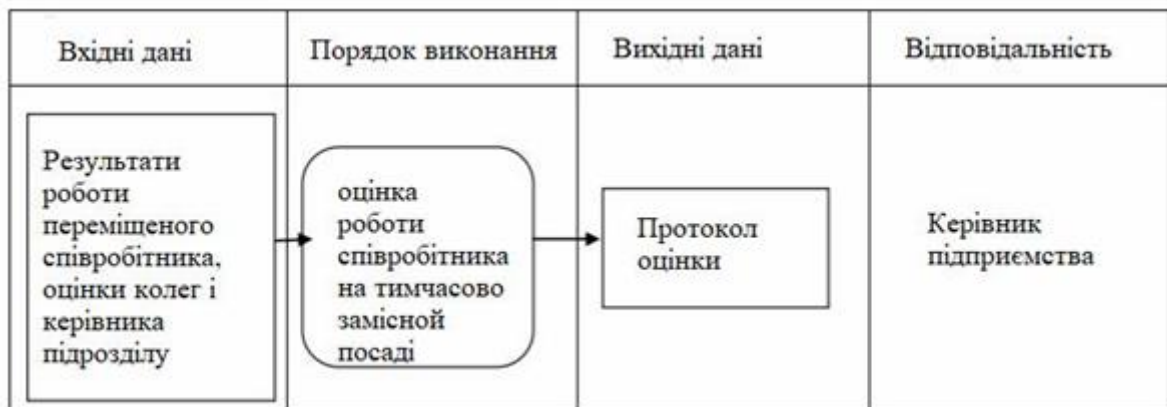 Вхідні дані
Порядок виконання
Вихідні дані
Відповідальність
Результати
роботи
переміщеного
співробітника,
оцінки колег і
керівника
підрозділу
оцінка
роботи
співробітника
на тимчасово
замісной
посаді
Протокол
оцінки
Керівник
підприємства